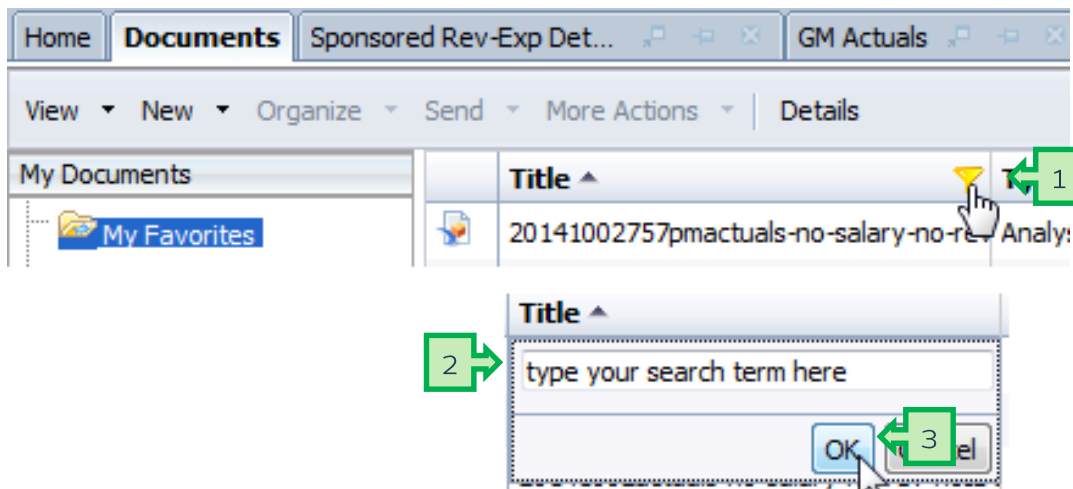 Home Documents Sponsored Rev-Exp Det... GM Actuals
View New Organize Send More Actions Details
My Documents Title 1
My Favorites 20141002757pmactuals-no-salary-no-rev Analys
Title
2 type your search term here
OK 3